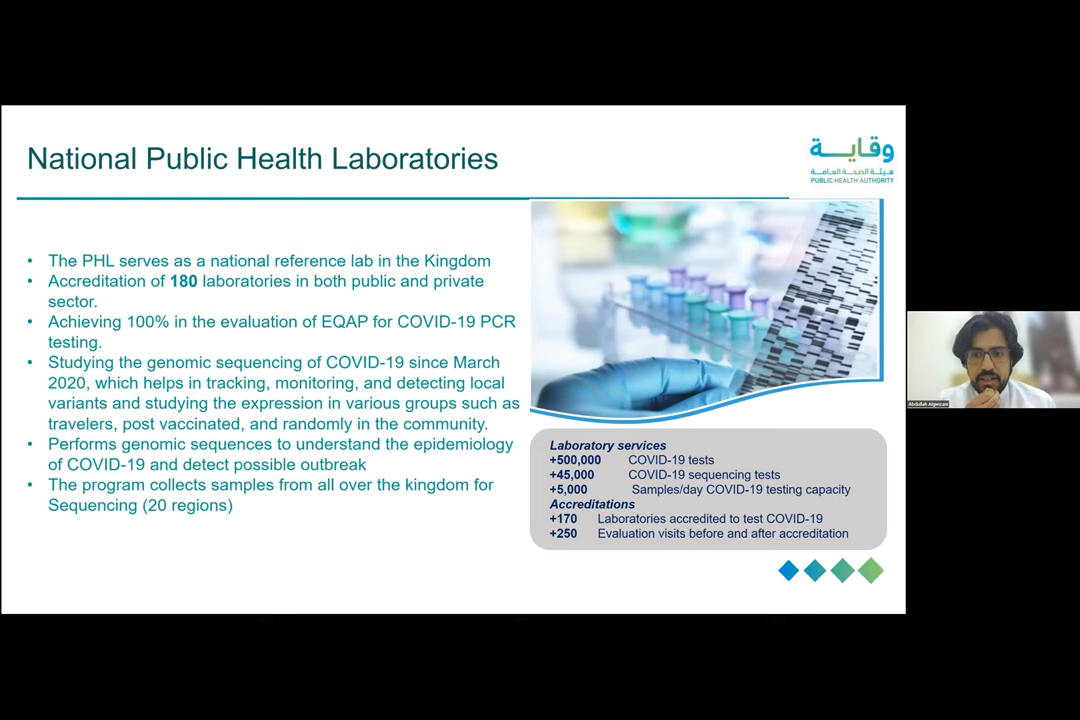 National Public Health Laboratories
وقاية
هيئة الصحة العامة
PUBLIC HEALTH AUTHORITY
• The PHL serves as a national reference lab in the Kingdom
• Accreditation of 180 laboratories in both public and private
sector.
• Achieving 100% in the evaluation of EQAP for COVID-19 PCR
testing.
• Studying the genomic sequencing of COVID-19 since March
2020, which helps in tracking, monitoring, and detecting local
variants and studying the expression in various groups such as
travelers, post vaccinated, and randomly in the community.
• Performs genomic sequences to understand the epidemiology
of COVID-19 and detect possible outbreak
• The program collects samples from all over the kingdom for
Sequencing (20 regions)
Laboratory services
+500,000 COVID-19 tests
+45,000 COVID-19 sequencing tests
+5,000 Samples/day COVID-19 testing capacity
Accreditations
+170 Laboratories accredited to test COVID-19
+250 Evaluation visits before and after accreditation
Abdullah Algwizani